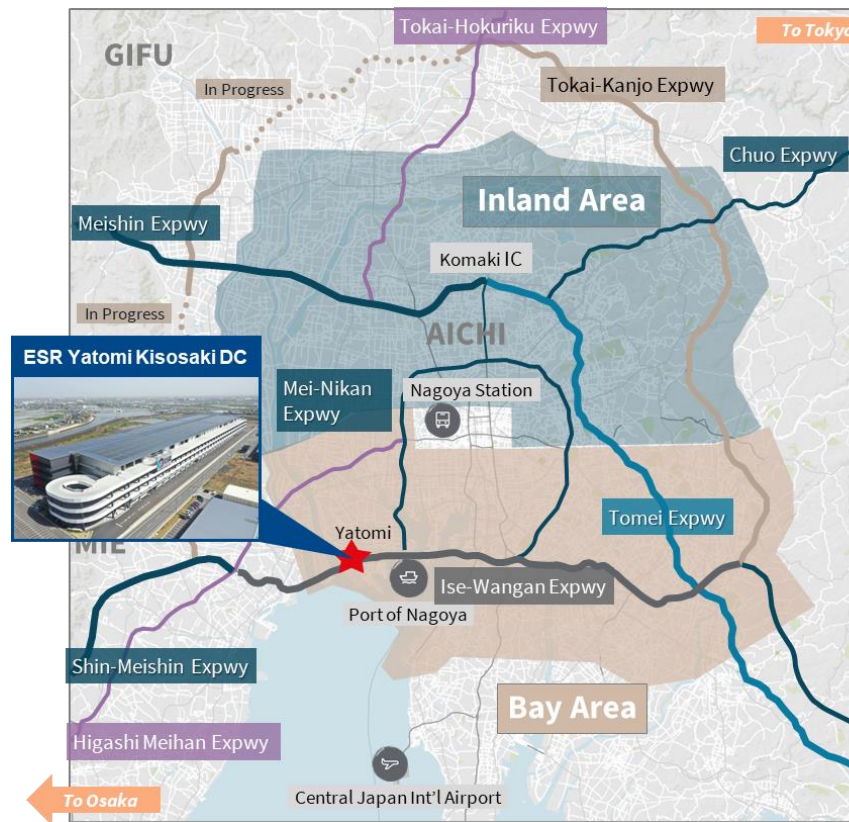 Tokai-Hokuriku Expwy
To Tokyo
GIFU
In Progress
Tokai-Kanjo Expwy
Chuo Expwy
Inland Area
Meishin Expwy
Komaki IC
In Progress
AICHI
ESR Yatomi Kisosaki DC
Mei-Nikan
Expwy
Nagoya Station
Yatomi
Tomei Expwy
MIE
Ise-Wangan Expwy
Port of Nagoya
Shin-Meishin Expwy
Bay Area
Higashi Meihan Expwy
Central Japan Int'l Airport
To Osaka